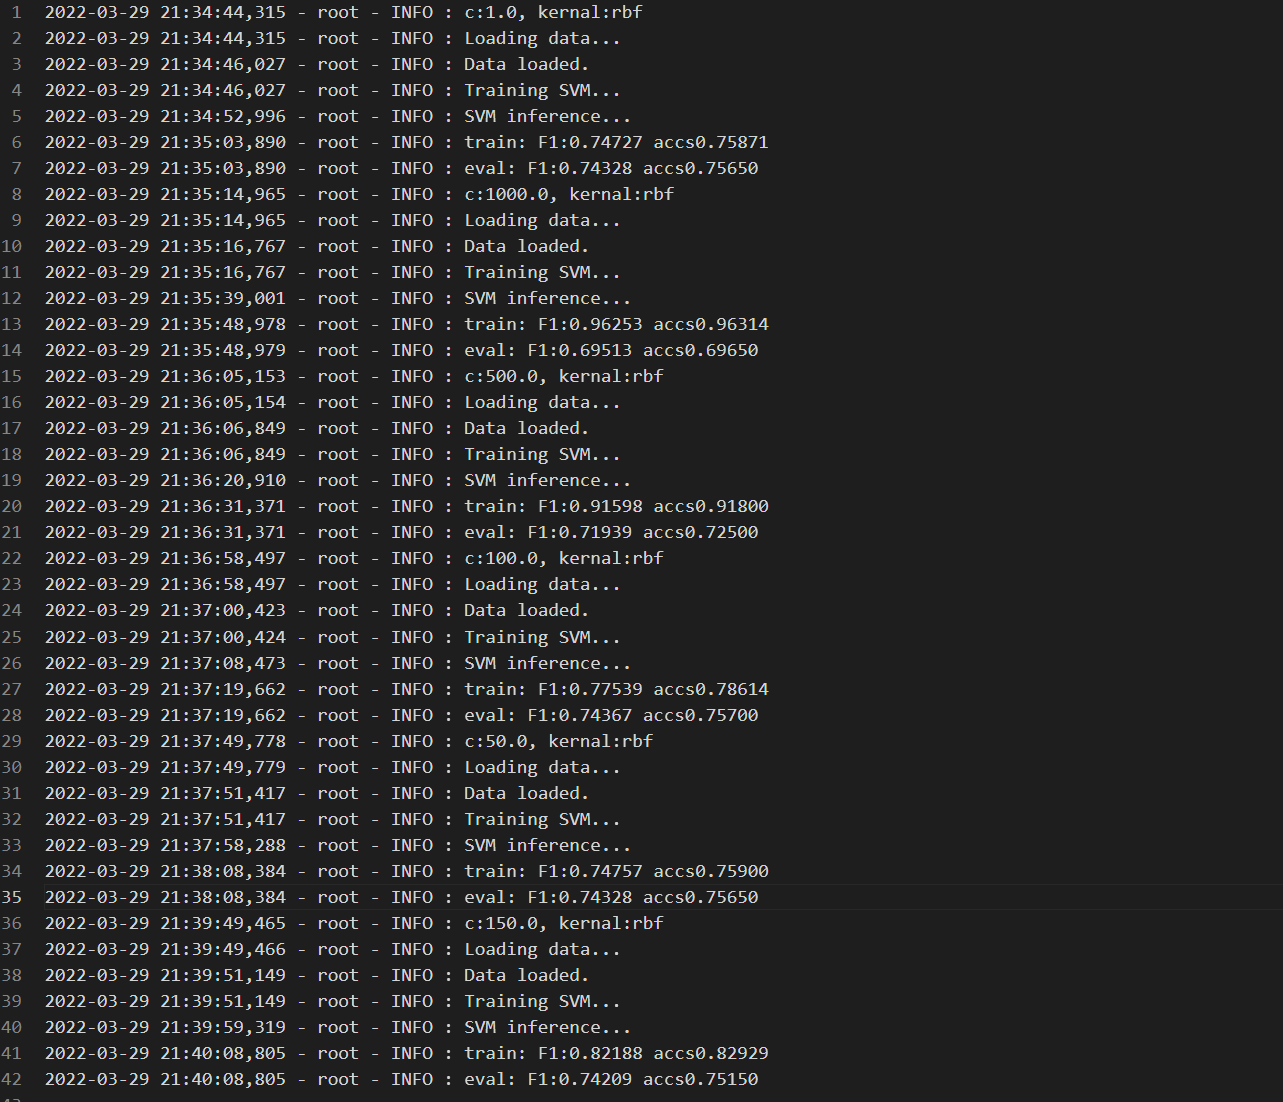 1 2022-03-29 21:34:44,315 - root - INFO : c:1.0, kernal:rbf
2 2022-03-29 21:34:44,315 - root - INFO : Loading data...
3 2022-03-29 21:34:46,027 - root - INFO : Data loaded.
4 2022-03-29 21:34:46,027 - root - INFO : Training SVM...
5 2022-03-29 21:34:52,996 - root - INFO : SVM inference...
6 2022-03-29 21:35:03,890 - root - INFO : train: F1:0.74727 accs0.75871
7 2022-03-29 21:35:03,890 - root - INFO : eval: F1:0.74328 accs0.75650
8 2022-03-29 21:35:14,965 - root - INFO : c:1000.0, kernal:rbf
9 2022-03-29 21:35:14,965 - root - INFO : Loading data...
10 2022-03-29 21:35:16,767 - root - INFO : Data loaded.
11 2022-03-29 21:35:16,767 - root - INFO : Training SVM...
12 2022-03-29 21:35:39,001 - root - INFO : SVM inference...
13 2022-03-29 21:35:48,978 - root - INFO : train: F1:0.96253 accs0.96314
14 2022-03-29 21:35:48,979 - root - INFO : eval: F1:0.69513 accs0.69650
15 2022-03-29 21:36:05,153 - root - INFO : c:500.0, kernal:rbf
16 2022-03-29 21:36:05,154 - root - INFO : Loading data...
17 2022-03-29 21:36:06,849 - root - INFO : Data loaded.
18 2022-03-29 21:36:06,849 - root - INFO : Training SVM...
19 2022-03-29 21:36:20,910 - root - INFO : SVM inference...
20 2022-03-29 21:36:31,371 - root - INFO : train: F1:0.91598 accs0.91800
21 2022-03-29 21:36:31,371 - root - INFO : eval: F1:0.71939 accs0.72500
22 2022-03-29 21:36:58,497 - root - INFO : c:100.0, kernal:rbf
23 2022-03-29 21:36:58,497 - root - INFO : Loading data...
24 2022-03-29 21:37:00,423 - root - INFO : Data loaded.
25 2022-03-29 21:37:00,424 - root - INFO : Training SVM...
26 2022-03-29 21:37:08,473 - root - INFO : SVM inference...
27 2022-03-29 21:37:19,662 - root - INFO : train: F1:0.77539 accs0.78614
28 2022-03-29 21:37:19,662 - root - INFO : eval: F1:0.74367 accs0.75700
29 2022-03-29 21:37:49,778 - root - INFO : c:50.0, kernal:rbf
30 2022-03-29 21:37:49,779 - root - INFO : Loading data...
31 2022-03-29 21:37:51,417 - root - INFO : Data loaded.
32 2022-03-29 21:37:51,417 - root - INFO : Training SVM...
33 2022-03-29 21:37:58,288 - root - INFO : SVM inference...
34 2022-03-29 21:38:08,384 - root - INFO : train: F1:0.74757 accs0.75900
35 2022-03-29 21:38:08,384 - root - INFO : eval: F1:0.74328 accs0.75650
36 2022-03-29 21:39:49,465 - root - INFO : c:150.0, kernal:rbf
37 2022-03-29 21:39:49,466 - root - INFO : Loading data...
38 2022-03-29 21:39:51,149 - root - INFO : Data loaded.
39 2022-03-29 21:39:51,149 - root - INFO : Training SVM...
40 2022-03-29 21:39:59,319 - root - INFO : SVM inference...
41 2022-03-29 21:40:08,805 - root - INFO : train: F1:0.82188 accs0.82929
42 2022-03-29 21:40:08,805 - root - INFO : eval: F1:0.74209 accs0.75150